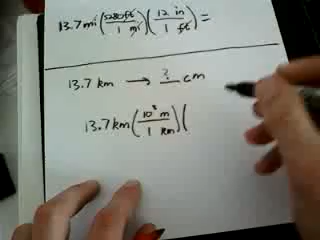 13.7 mi (5280 ft / 1 mi) (12 in / 1 ft) =
13.7 km → ? cm
13.7 km (10³ m / 1 km) (